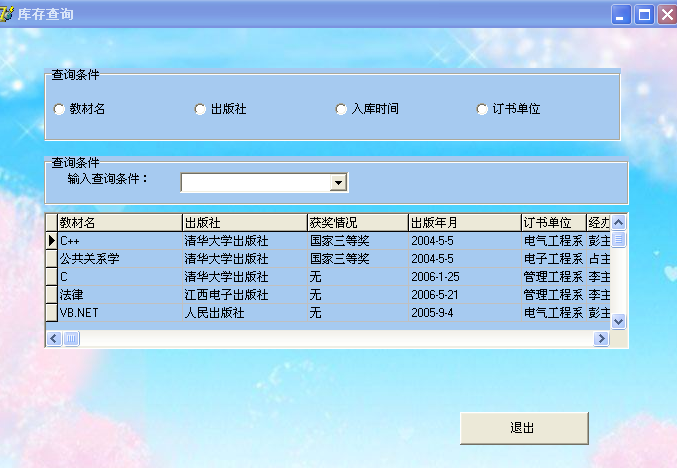 库存查询
查询条件
教材名 出版社 入库时间 订书单位
查询条件
输入查询条件：
教材名 出版社 获奖情况 出版年月 订书单位 经办
C++ 清华大学出版社 国家三等奖 2004-5-5 电气工程系 彭主
公共关系学 清华大学出版社 国家三等奖 2004-5-5 电子工程系 占主
C 清华大学出版社 无 2006-1-25 管理工程系 李主
法律 江西电子出版社 无 2006-5-21 管理工程系 李主
VB.NET 人民出版社 无 2005-9-4 电气工程系 彭主
退出